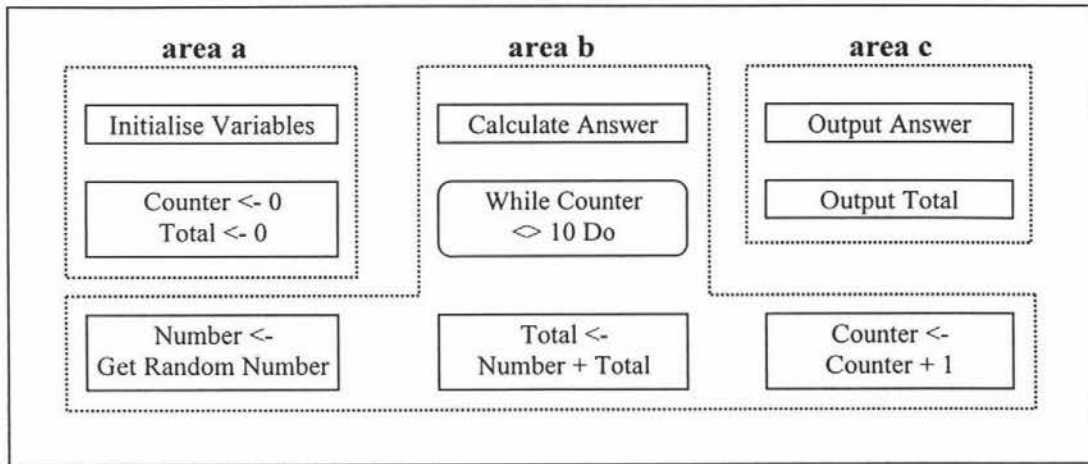 area a
Initialise Variables
Counter <- 0
Total <- 0
area b
Calculate Answer
While Counter
<> 10 Do
area c
Output Answer
Output Total
Number <-
Get Random Number
Total <-
Number + Total
Counter <-
Counter + 1